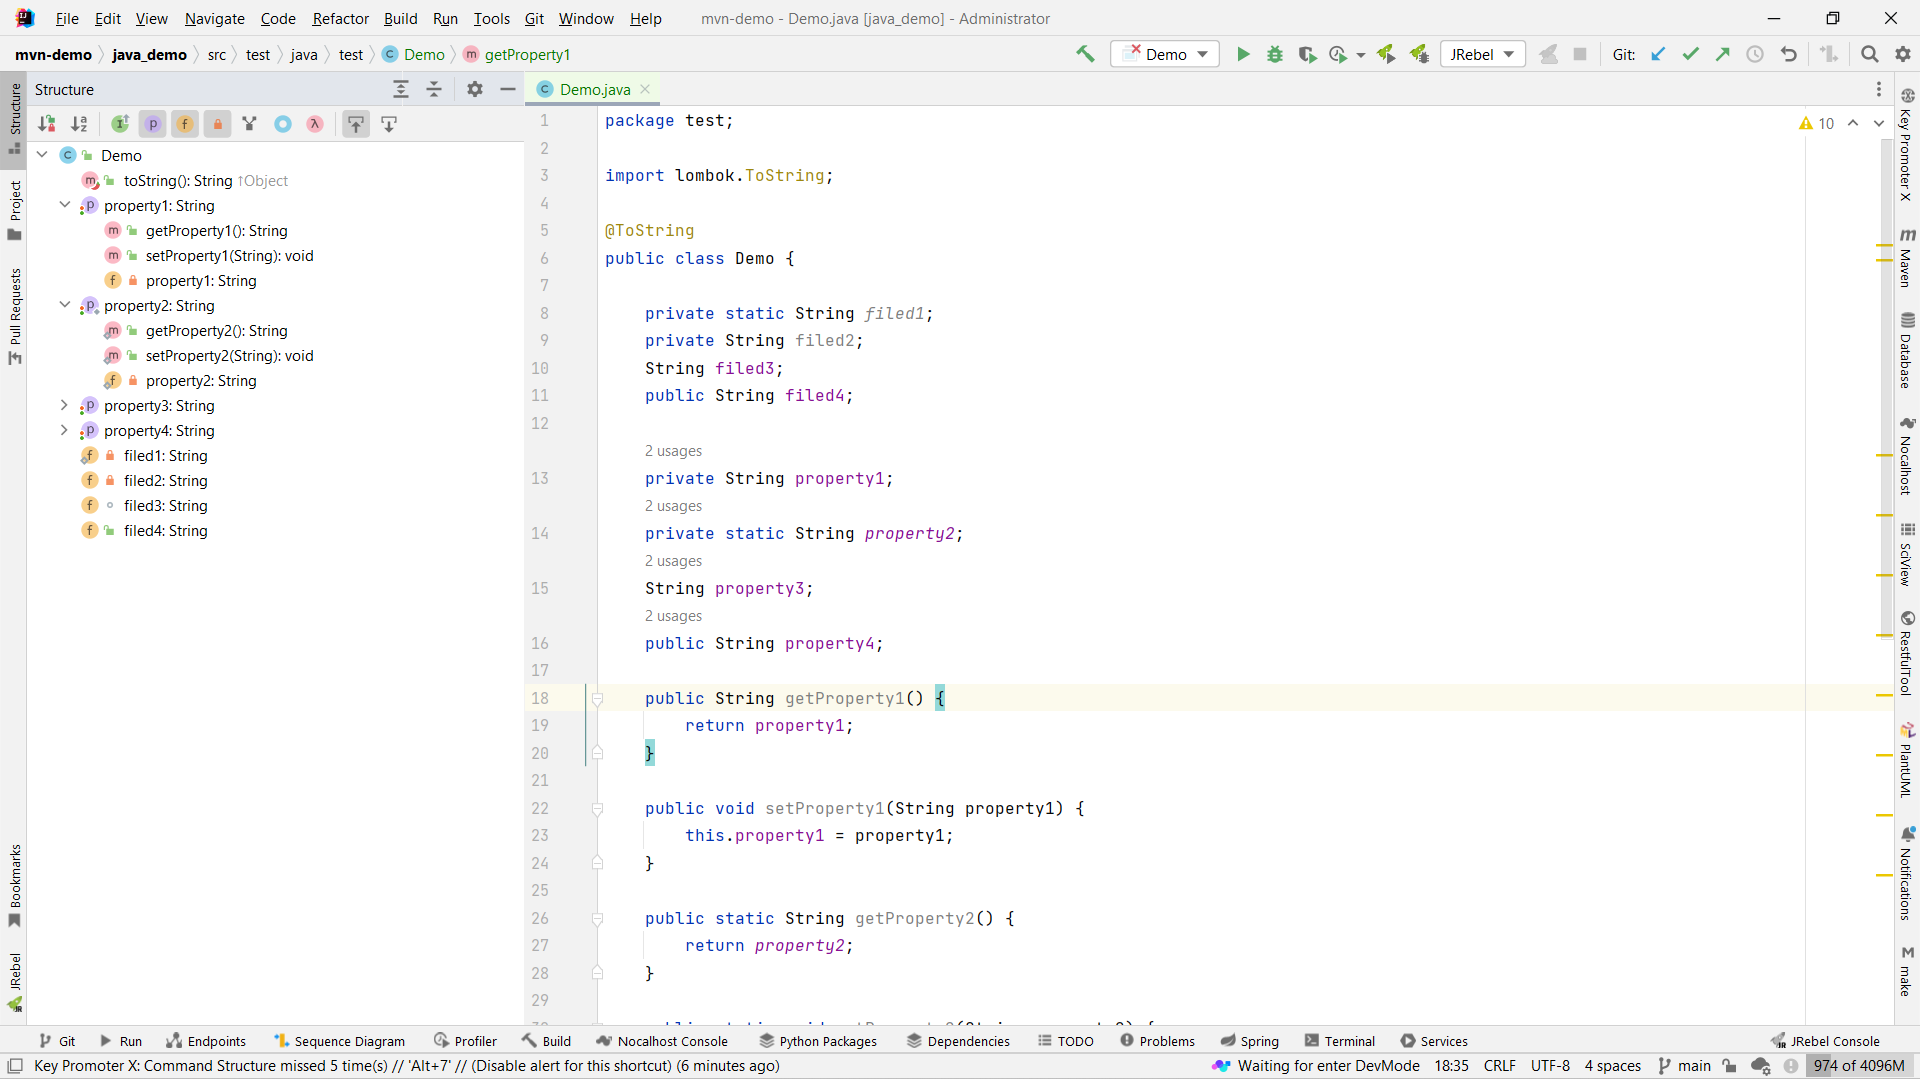 File Edit View Navigate Code Refactor Build Run Tools Git Window Help mvn-demo - Demo.java [java_demo] - Administrator
mvn-demo java_demo src test java test Demo getProperty1 Demo JRebel Git:
Structure
Demo.java
10
Demo
toString(): String ↑Object
property1: String
getProperty1(): String
setProperty1(String): void
property1: String
property2: String
getProperty2(): String
setProperty2(String): void
property2: String
property3: String
property4: String
filed1: String
filed2: String
filed3: String
filed4: String
1 package test;
2
3 import lombok.ToString;
4
5 @ToString
6 public class Demo {
7
8 private static String filed1;
9 private String filed2;
10 String filed3;
11 public String filed4;
12
2 usages
13 private String property1;
2 usages
14 private static String property2;
2 usages
15 String property3;
2 usages
16 public String property4;
17
18 public String getProperty1() {
19 return property1;
20 }
21
22 public void setProperty1(String property1) {
23 this.property1 = property1;
24 }
25
26 public static String getProperty2() {
27 return property2;
28 }
29
Structure
Project
Pull Requests
Bookmarks
JRebel
Key Promoter X
Maven
Database
Nocalhost
SciView
RestfulTool
PlantUML
Notifications
make
Git Run Endpoints Sequence Diagram Profiler Build Nocalhost Console Python Packages Dependencies TODO Problems Spring Terminal Services JRebel Console
Key Promoter X: Command Structure missed 5 time(s) // 'Alt+7' // (Disable alert for this shortcut) (6 minutes ago) Waiting for enter DevMode 18:35 CRLF UTF-8 4 spaces main 974 of 4096M